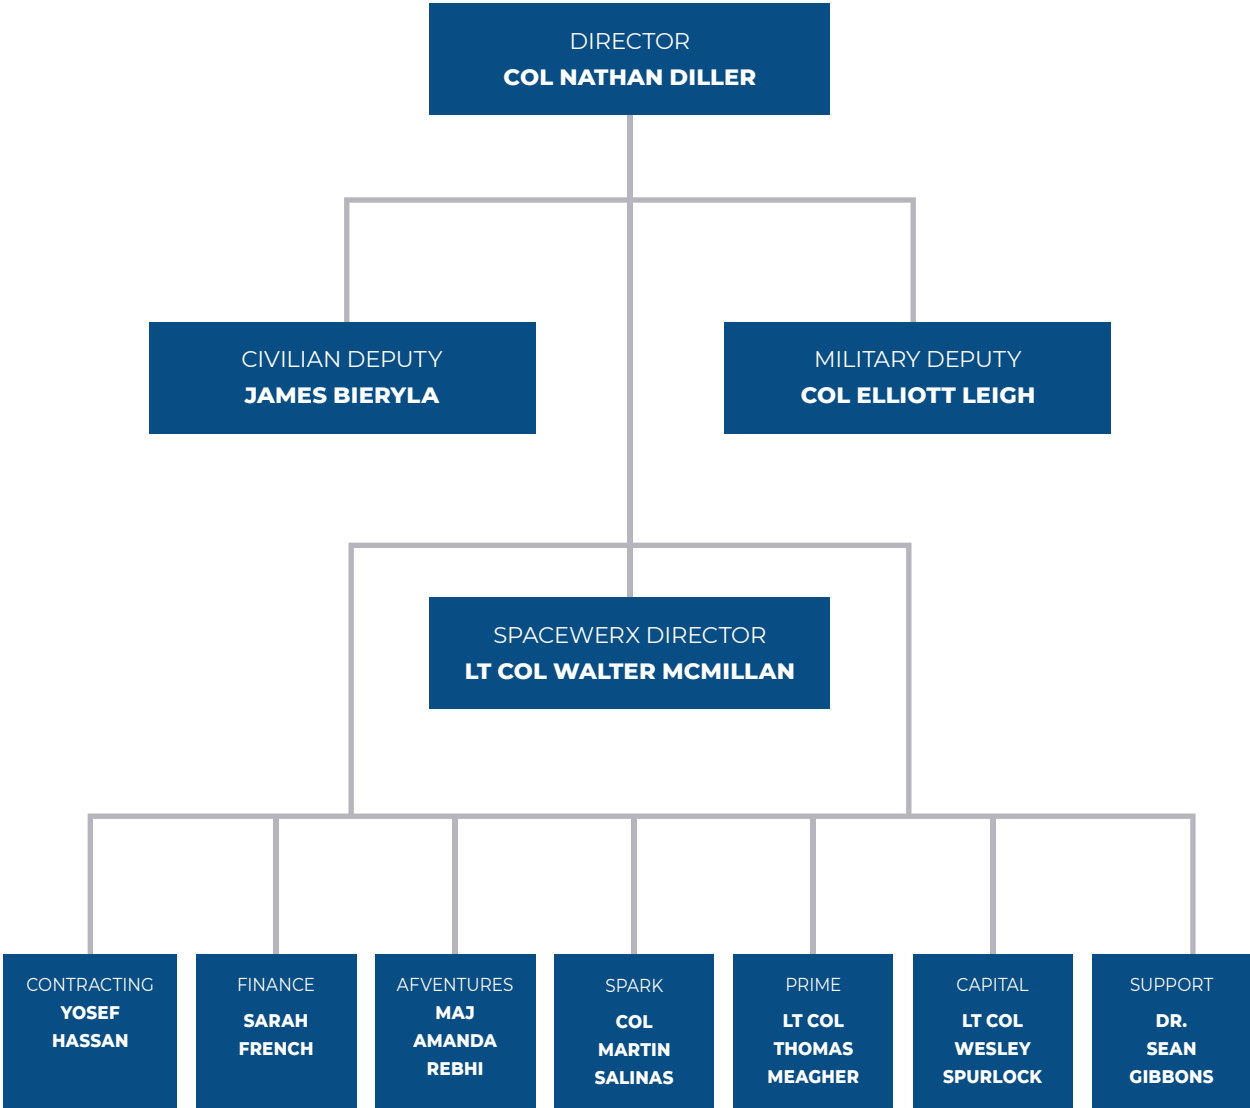 DIRECTOR
COL NATHAN DILLER
CIVILIAN DEPUTY
JAMES BIERYLA
MILITARY DEPUTY
COL ELLIOTT LEIGH
SPACEWERX DIRECTOR
LT COL WALTER MCMILLAN
CONTRACTING
YOSEF
HASSAN
FINANCE
SARAH
FRENCH
AFVENTURES
MAJ
AMANDA
REBHI
SPARK
COL
MARTIN
SALINAS
PRIME
LT COL
THOMAS
MEAGHER
CAPITAL
LT COL
WESLEY
SPURLOCK
SUPPORT
DR.
SEAN
GIBBONS